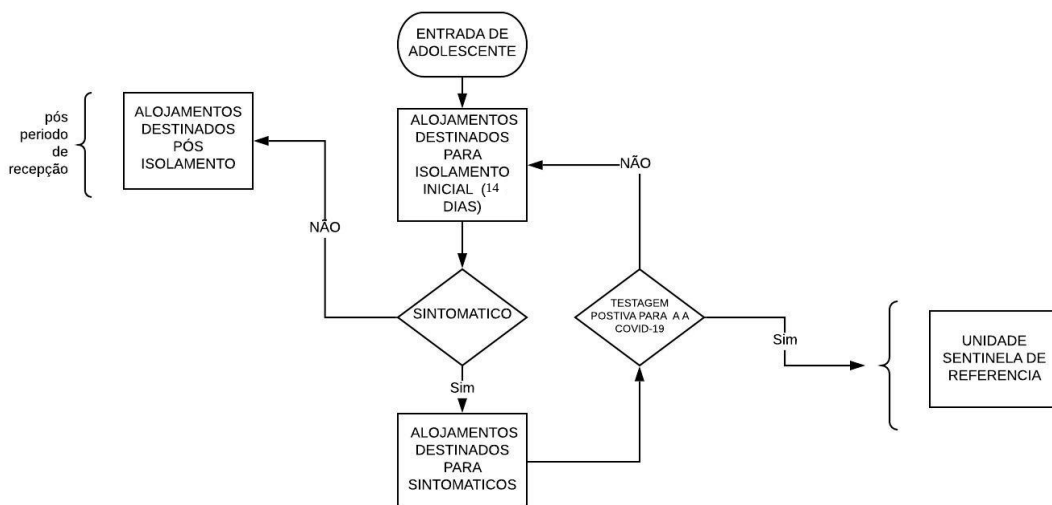 ENTRADA DE
ADOLESCENTE
pós
periodo
de
recepção
ALOJAMENTOS
DESTINADOS
PÓS
ISOLAMENTO
ALOJAMENTOS
DESTINADOS
PARA
ISOLAMENTO
INICIAL (14
DIAS)
NÃO
NÃO
SINTOMATICO
TESTAGEM
POSTIVA PARA A A
COVID-19
Sim
UNIDADE
SENTINELA DE
REFERENCIA
Sim
ALOJAMENTOS
DESTINADOS
PARA
SINTOMATICOS